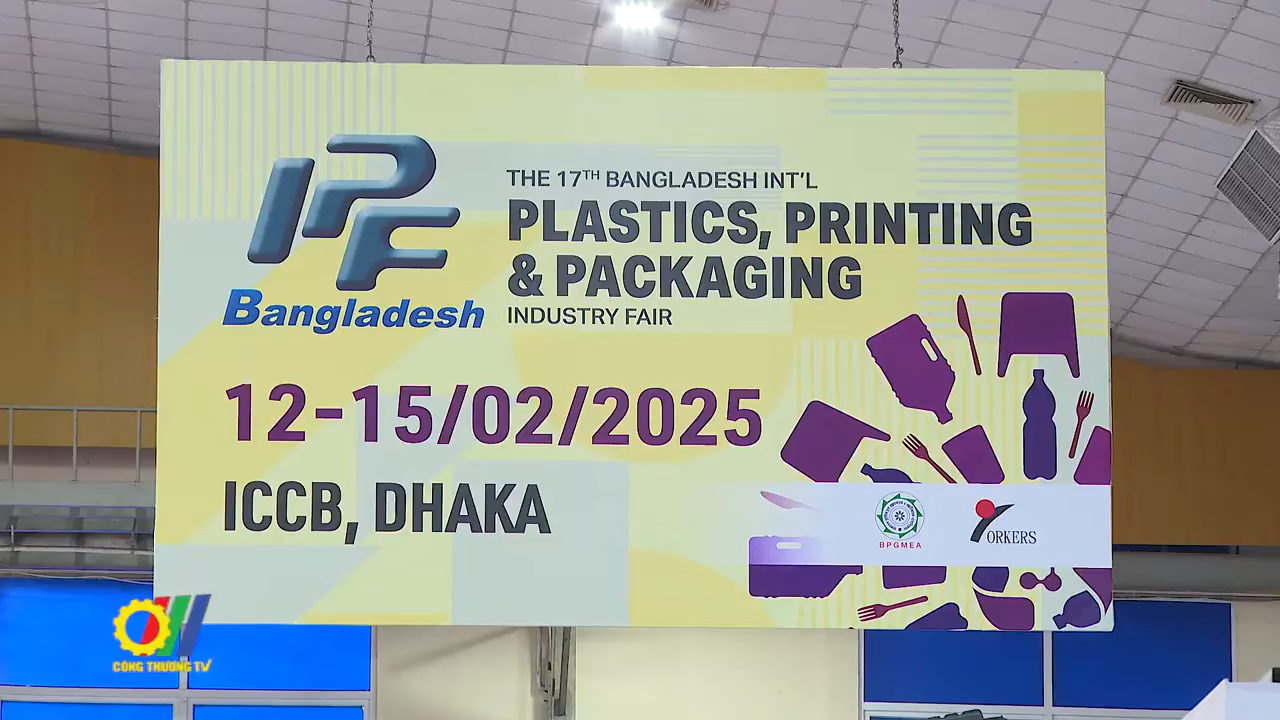 IPF
Bangladesh
THE 17TH BANGLADESH INT'L
PLASTICS, PRINTING
& PACKAGING
INDUSTRY FAIR
12-15/02/2025
ICCB, DHAKA
BPGMEA
YORKERS
CÔNG THƯƠNG TV